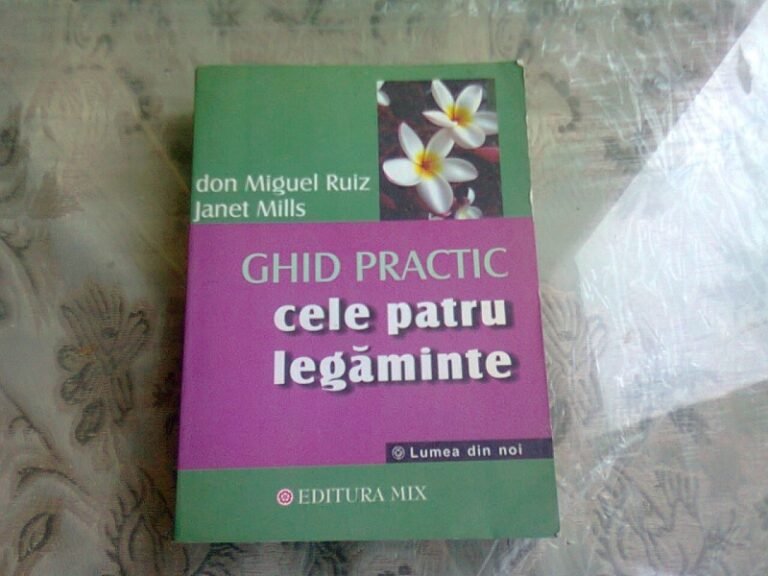 don Miguel Ruiz
Janet Mills
GHID PRACTIC
cele patru
legăminte
Lumea din noi
EDITURA MIX